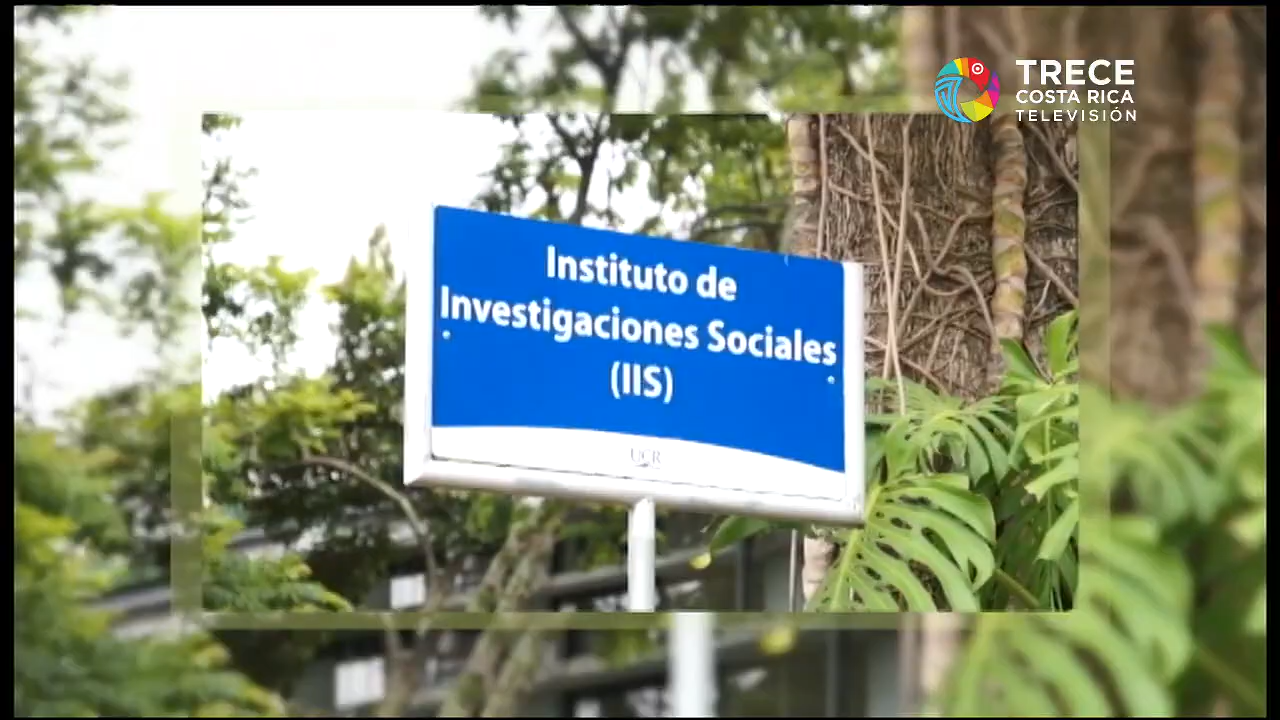 TRECE
COSTA RICA
TELEVISIÓN
Instituto de
Investigaciones Sociales
(IIS)
UCR